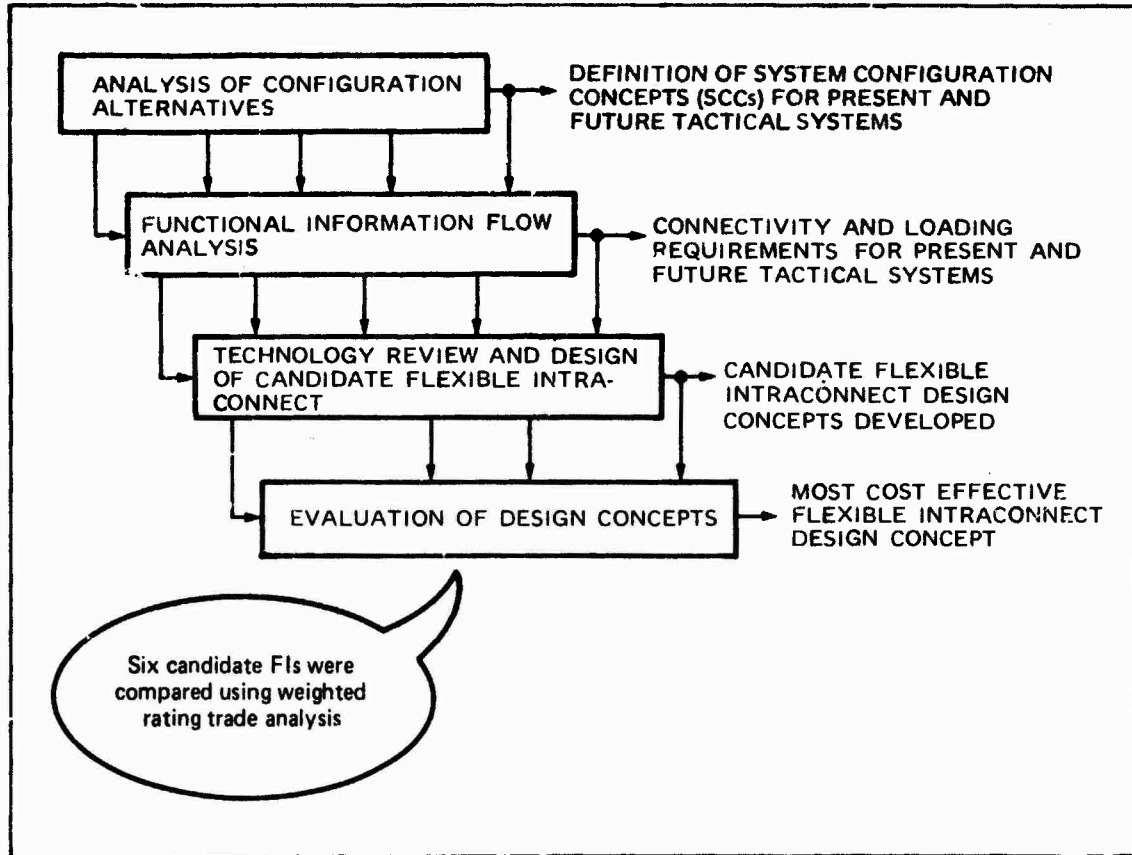 ANALYSIS OF CONFIGURATION
ALTERNATIVES
DEFINITION OF SYSTEM CONFIGURATION
CONCEPTS (SCCs) FOR PRESENT AND
FUTURE TACTICAL SYSTEMS
FUNCTIONAL INFORMATION FLOW
ANALYSIS
CONNECTIVITY AND LOADING
REQUIREMENTS FOR PRESENT AND
FUTURE TACTICAL SYSTEMS
TECHNOLOGY REVIEW AND DESIGN
OF CANDIDATE FLEXIBLE INTRA-
CONNECT
CANDIDATE FLEXIBLE
INTRACONNECT DESIGN
CONCEPTS DEVELOPED
EVALUATION OF DESIGN CONCEPTS
MOST COST EFFECTIVE
FLEXIBLE INTRACONNECT
DESIGN CONCEPT
Six candidate FIs were
compared using weighted
rating trade analysis